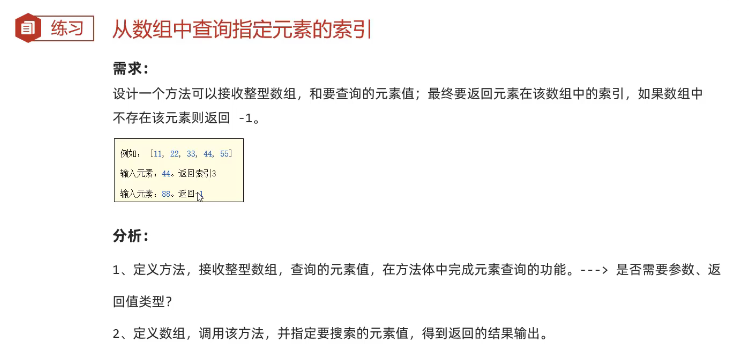 练习
从数组中查询指定元素的索引
需求：
设计一个方法可以接收整型数组，和要查询的元素值；最终要返回元素在该数组中的索引，如果数组中
不存在该元素则返回 -1。
例如： [11, 22, 33, 44, 55]
输入元素：44。返回索引3
输入元素：88。返回-1
分析：
1、定义方法，接收整型数组，查询的元素值，在方法体中完成元素查询的功能。---> 是否需要参数、返
回值类型？
2、定义数组，调用该方法，并指定要搜索的元素值，得到返回的结果输出。